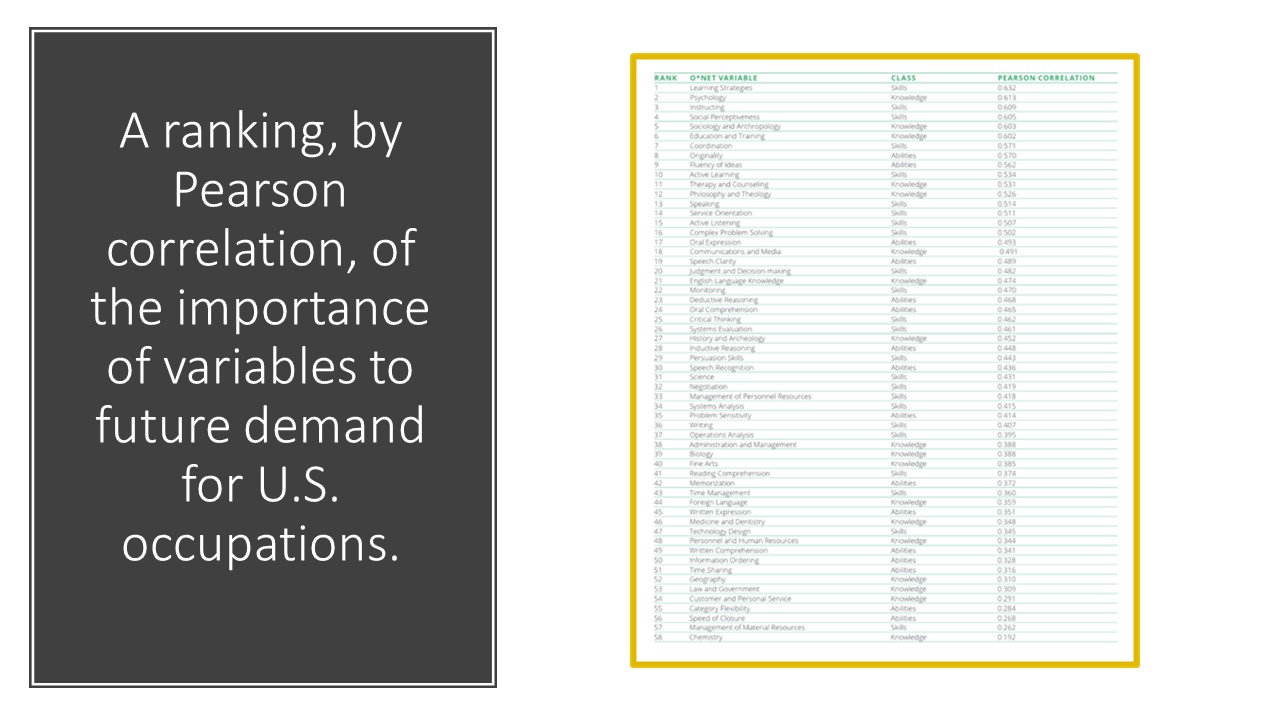 A ranking, by
Pearson
correlation, of
the importance
of variables to
future demand
for U.S.
occupations.
RANK O*NET VARIABLE CLASS PEARSON CORRELATION
1 Learning Strategies Skills 0.632
2 Psychology Knowledge 0.613
3 Instructing Skills 0.609
4 Social Perceptiveness Skills 0.605
5 Sociology and Anthropology Knowledge 0.603
6 Education and Training Knowledge 0.602
7 Coordination Skills 0.571
8 Originality Abilities 0.570
9 Fluency of Ideas Abilities 0.562
10 Active Learning Skills 0.534
11 Therapy and Counseling Knowledge 0.531
12 Philosophy and Theology Knowledge 0.526
13 Speaking Skills 0.514
14 Service Orientation Skills 0.511
15 Active Listening Skills 0.507
16 Complex Problem Solving Skills 0.502
17 Oral Expression Abilities 0.493
18 Communications and Media Knowledge 0.491
19 Speech Clarity Abilities 0.489
20 Judgment and Decision-making Skills 0.482
21 English Language Knowledge Knowledge 0.474
22 Monitoring Skills 0.470
23 Deductive Reasoning Abilities 0.468
24 Oral Comprehension Abilities 0.465
25 Critical Thinking Skills 0.462
26 Systems Evaluation Skills 0.461
27 History and Archeology Knowledge 0.452
28 Inductive Reasoning Abilities 0.448
29 Persuasion Skills Skills 0.443
30 Speech Recognition Abilities 0.436
31 Science Skills 0.431
32 Negotiation Skills 0.419
33 Management of Personnel Resources Skills 0.418
34 Systems Analysis Skills 0.415
35 Problem Sensitivity Abilities 0.414
36 Writing Skills 0.407
37 Operations Analysis Skills 0.395
38 Administration and Management Knowledge 0.388
39 Biology Knowledge 0.388
40 Fine Arts Knowledge 0.385
41 Reading Comprehension Skills 0.374
42 Memorization Abilities 0.372
43 Time Management Skills 0.360
44 Foreign Language Knowledge 0.359
45 Written Expression Abilities 0.351
46 Medicine and Dentistry Knowledge 0.348
47 Technology Design Skills 0.345
48 Personnel and Human Resources Knowledge 0.344
49 Written Comprehension Abilities 0.341
50 Information Ordering Abilities 0.328
51 Time Sharing Abilities 0.316
52 Geography Knowledge 0.310
53 Law and Government Knowledge 0.309
54 Customer and Personal Service Knowledge 0.291
55 Category Flexibility Abilities 0.284
56 Speed of Closure Abilities 0.268
57 Management of Material Resources Skills 0.262
58 Chemistry Knowledge 0.192